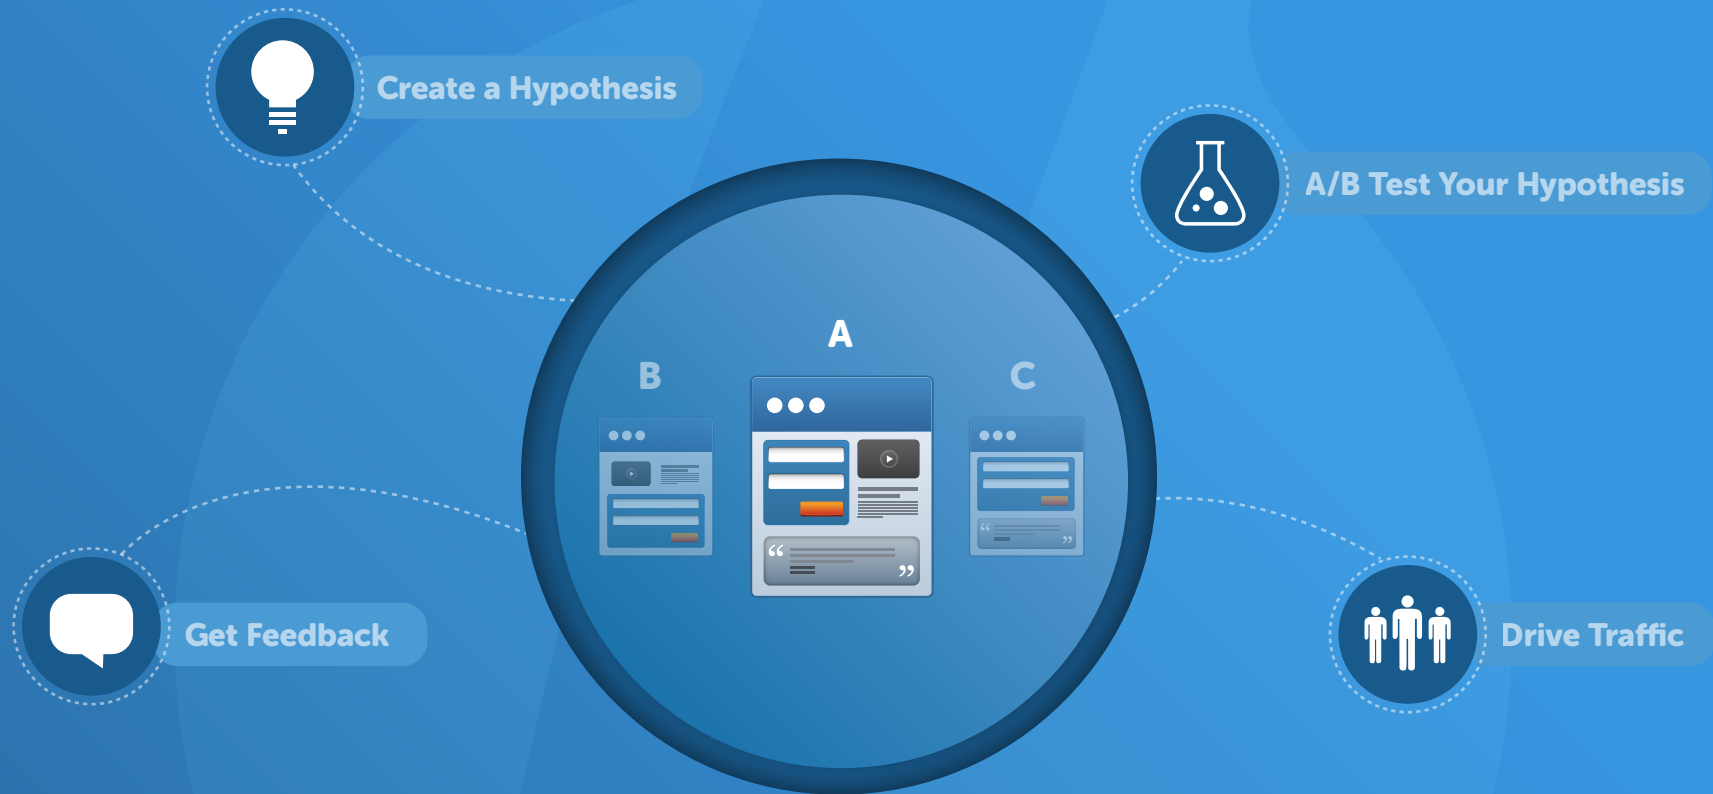 Create a Hypothesis
A/B Test Your Hypothesis
A
B
C
“
”
“
”
Get Feedback
Drive Traffic